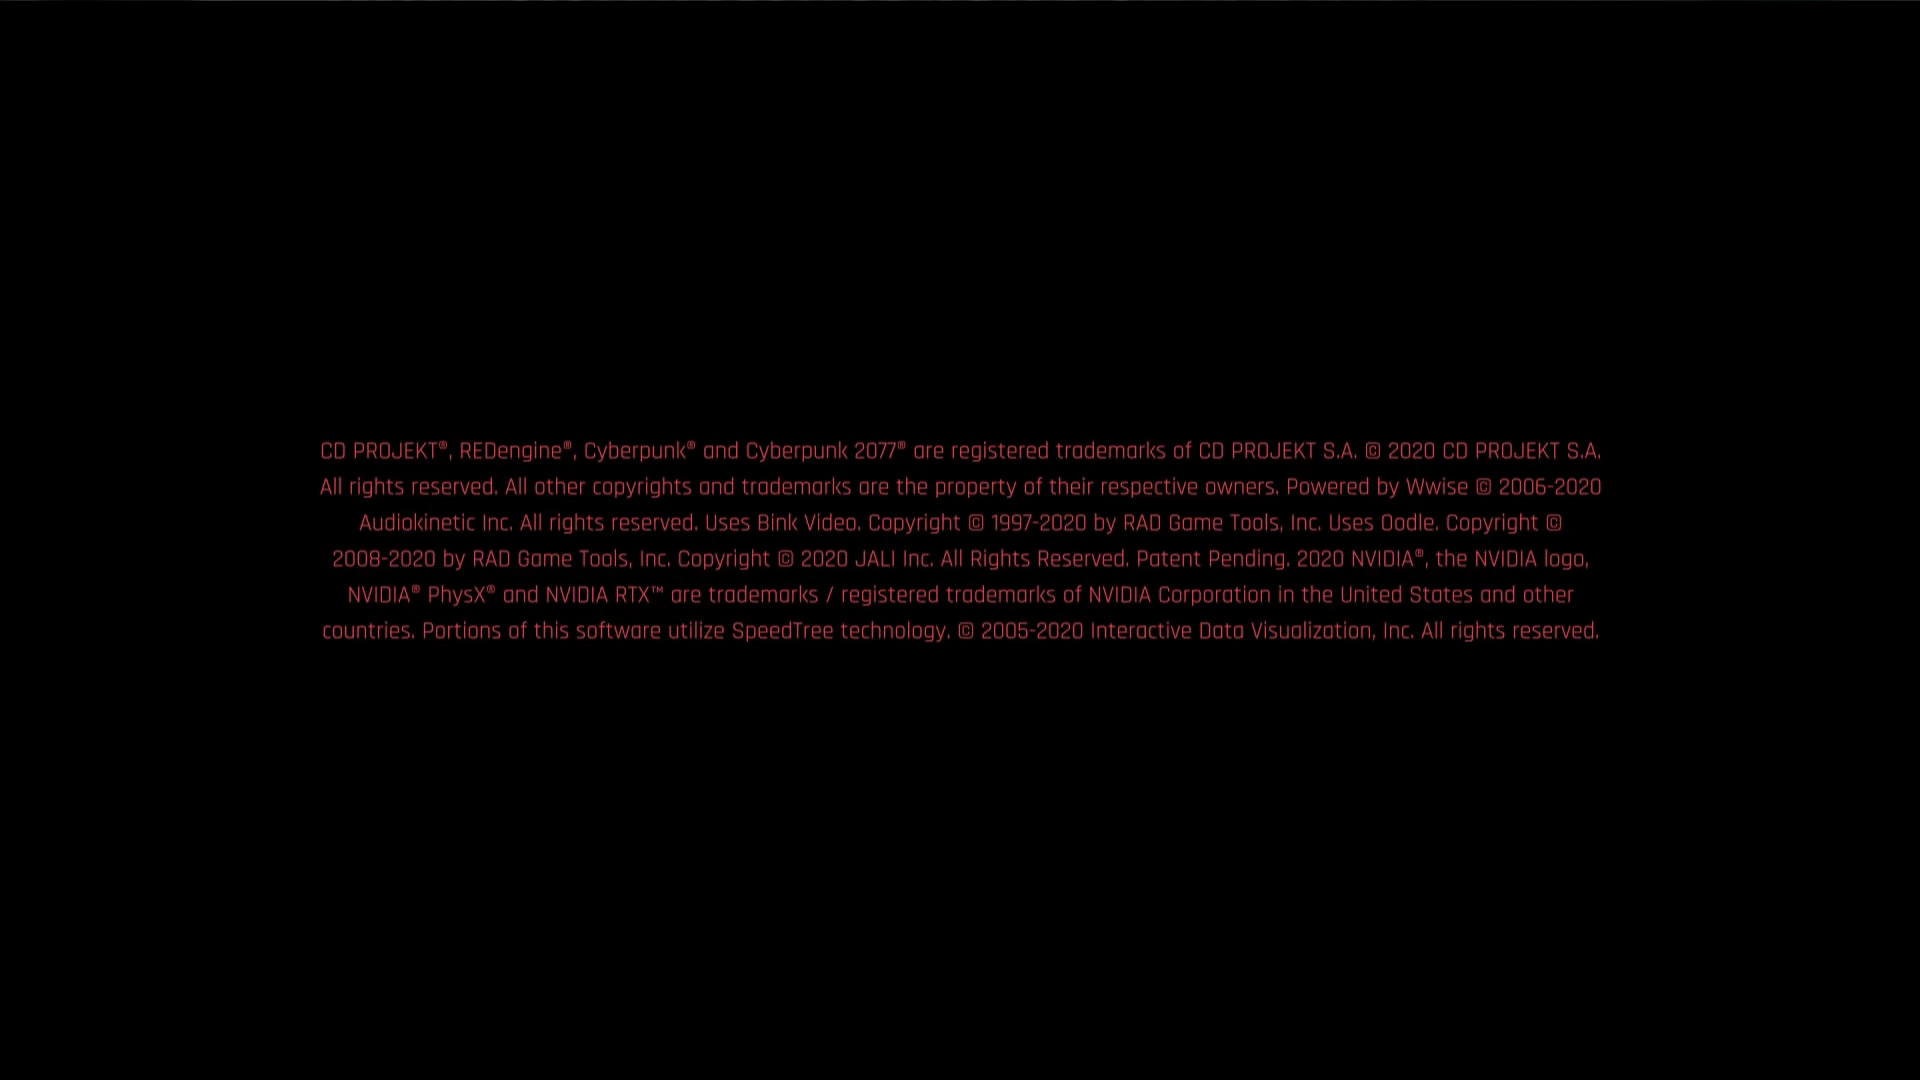 CD PROJEKT®, REDengine®, Cyberpunk® and Cyberpunk 2077® are registered trademarks of CD PROJEKT S.A. © 2020 CD PROJEKT S.A.
All rights reserved. All other copyrights and trademarks are the property of their respective owners. Powered by Wwise © 2006-2020
Audiokinetic Inc. All rights reserved. Uses Bink Video. Copyright © 1997-2020 by RAD Game Tools, Inc. Uses Oodle. Copyright ©
2008-2020 by RAD Game Tools, Inc. Copyright © 2020 JALI Inc. All Rights Reserved. Patent Pending. 2020 NVIDIA®, the NVIDIA logo,
NVIDIA® PhysX® and NVIDIA RTX™ are trademarks / registered trademarks of NVIDIA Corporation in the United States and other
countries. Portions of this software utilize SpeedTree technology. © 2005-2020 Interactive Data Visualization, Inc. All rights reserved.